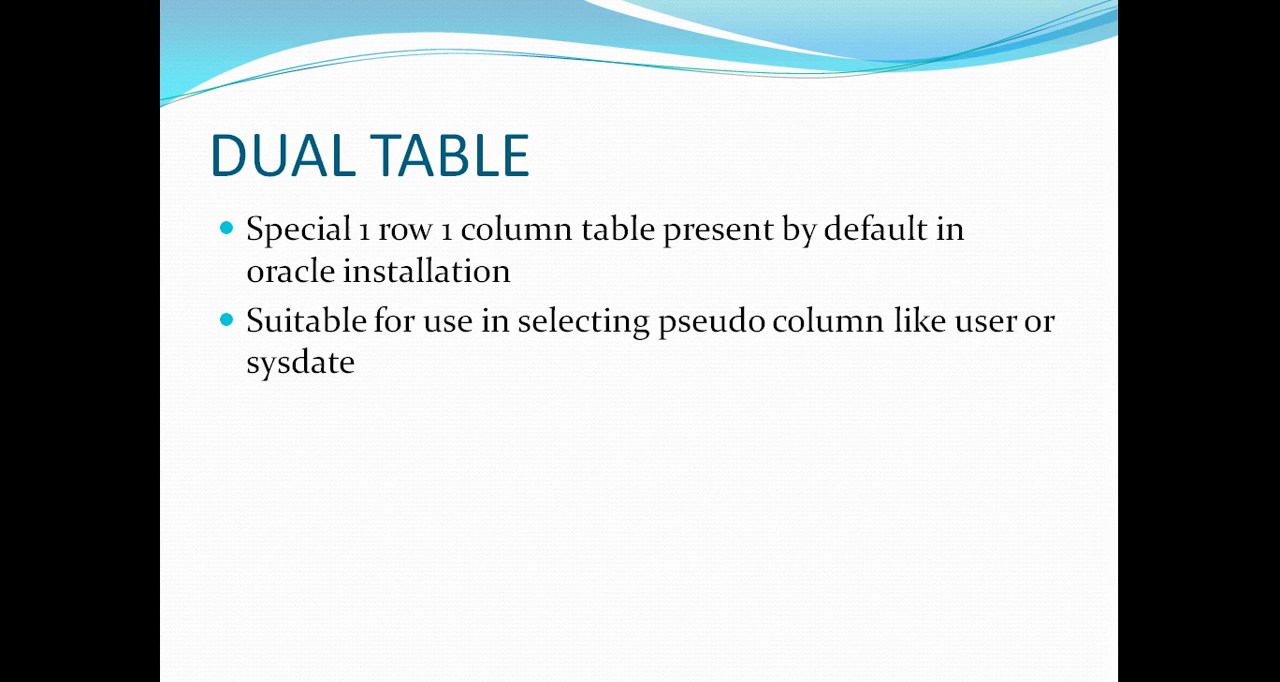 DUAL TABLE
Special 1 row 1 column table present by default in
oracle installation
Suitable for use in selecting pseudo column like user or
sysdate